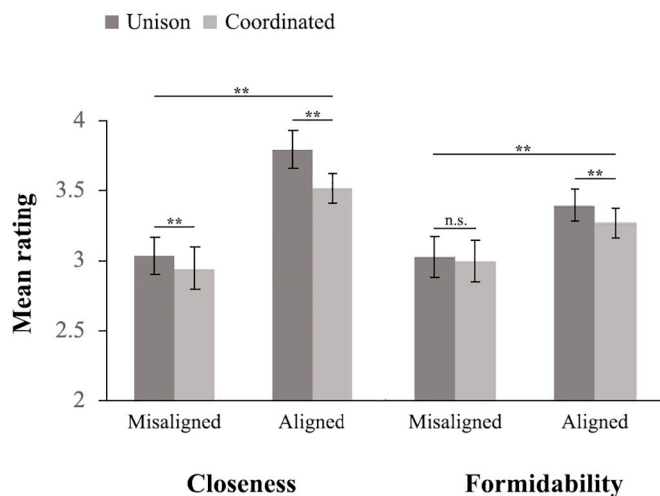 Unison Coordinated
**
**
**
4
**
**
3.5
**
n.s.
3
2.5
2
Mean rating
Misaligned Aligned Misaligned Aligned
Closeness Formidability